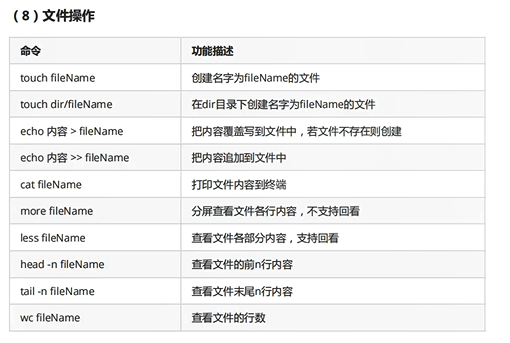 （8）文件操作
命令 功能描述
touch fileName 创建名字为fileName的文件
touch dir/fileName 在dir目录下创建名字为fileName的文件
echo 内容 > fileName 把内容覆盖写到文件中，若文件不存在则创建
echo 内容 >> fileName 把内容追加到文件中
cat fileName 打印文件内容到终端
more fileName 分屏查看文件各行内容，不支持回看
less fileName 查看文件各部分内容，支持回看
head -n fileName 查看文件的前n行内容
tail -n fileName 查看文件末尾n行内容
wc fileName 查看文件的行数